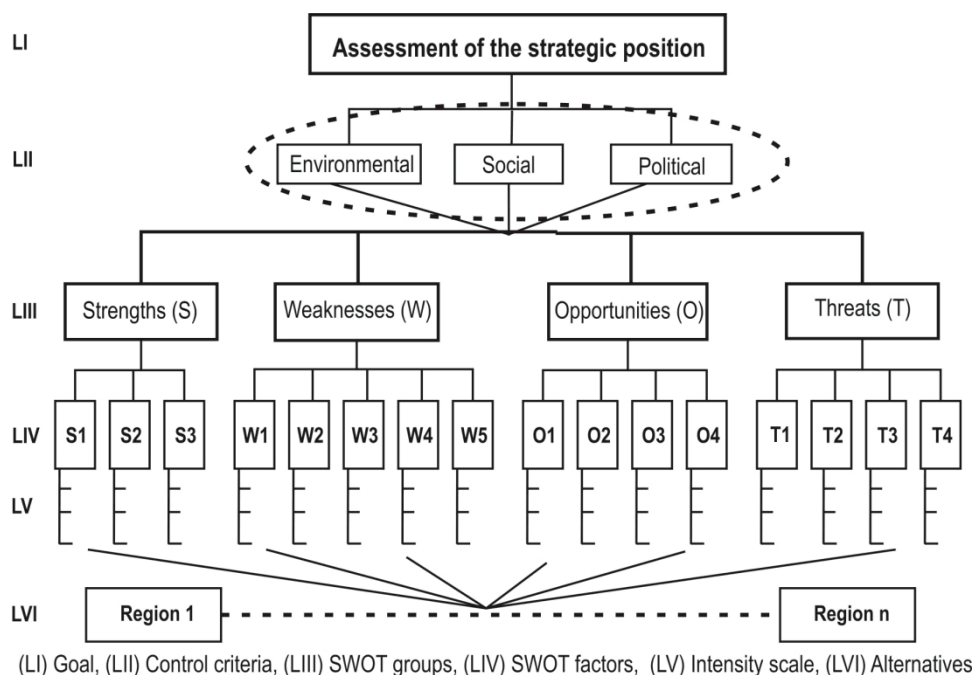 LI Assessment of the strategic position
LII Environmental Social Political
LIII Strengths (S) Weaknesses (W) Opportunities (O) Threats (T)
LIV S1 S2 S3 W1 W2 W3 W4 W5 O1 O2 O3 O4 T1 T2 T3 T4
LV
LVI Region 1 Region n
(LI) Goal, (LII) Control criteria, (LIII) SWOT groups, (LIV) SWOT factors, (LV) Intensity scale, (LVI) Alternatives